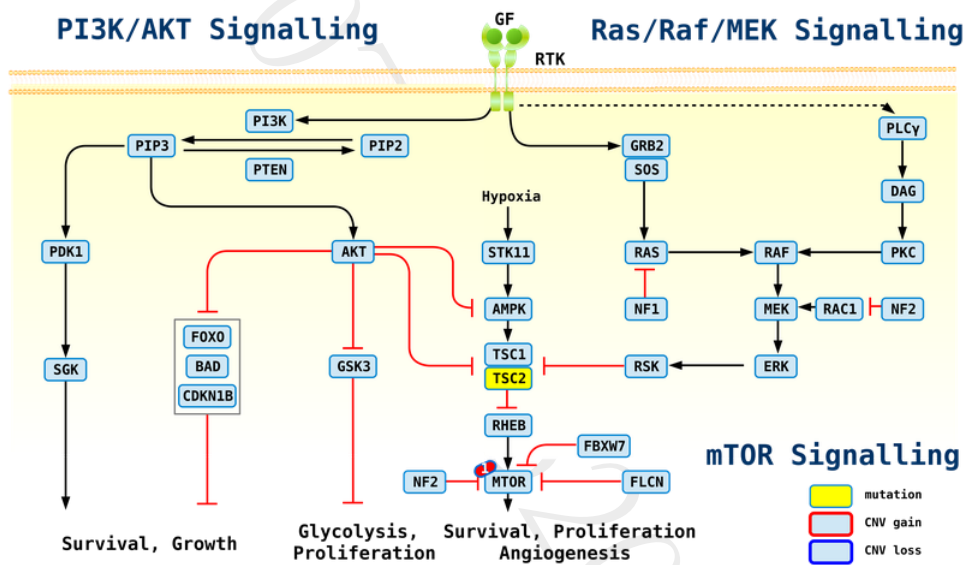 PI3K/AKT Signalling
GF
Ras/Raf/MEK Signalling
RTK
PI3K
PLCγ
PIP3
PIP2
GRB2
PTEN
SOS
DAG
Hypoxia
PDK1
AKT
STK11
RAS
RAF
PKC
AMPK
NF1
MEK
RAC1
NF2
FOXO
TSC1
BAD
GSK3
RSK
ERK
SGK
TSC2
CDKN1B
RHEB
FBXW7
mTOR Signalling
1
NF2
MTOR
FLCN
mutation
CNV gain
CNV loss
Survival, Growth
Glycolysis,
Proliferation
Survival, Proliferation
Angiogenesis